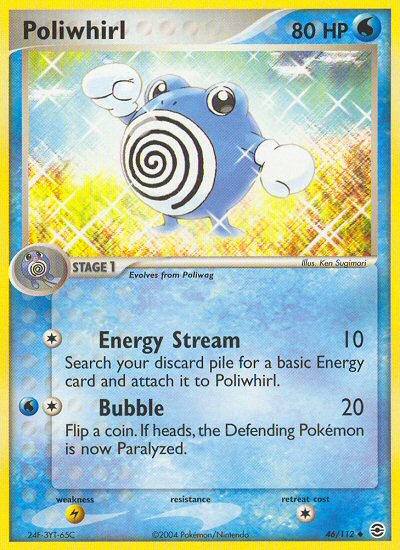 Poliwhirl 80 HP
STAGE 1
Evolves from Poliwag
Illus. Ken Sugimori
Energy Stream 10
Search your discard pile for a basic Energy
card and attach it to Poliwhirl.
Bubble 20
Flip a coin. If heads, the Defending Pokémon
is now Paralyzed.
weakness resistance retreat cost
24F-3YT-65C ©2004 Pokémon/Nintendo 46/112